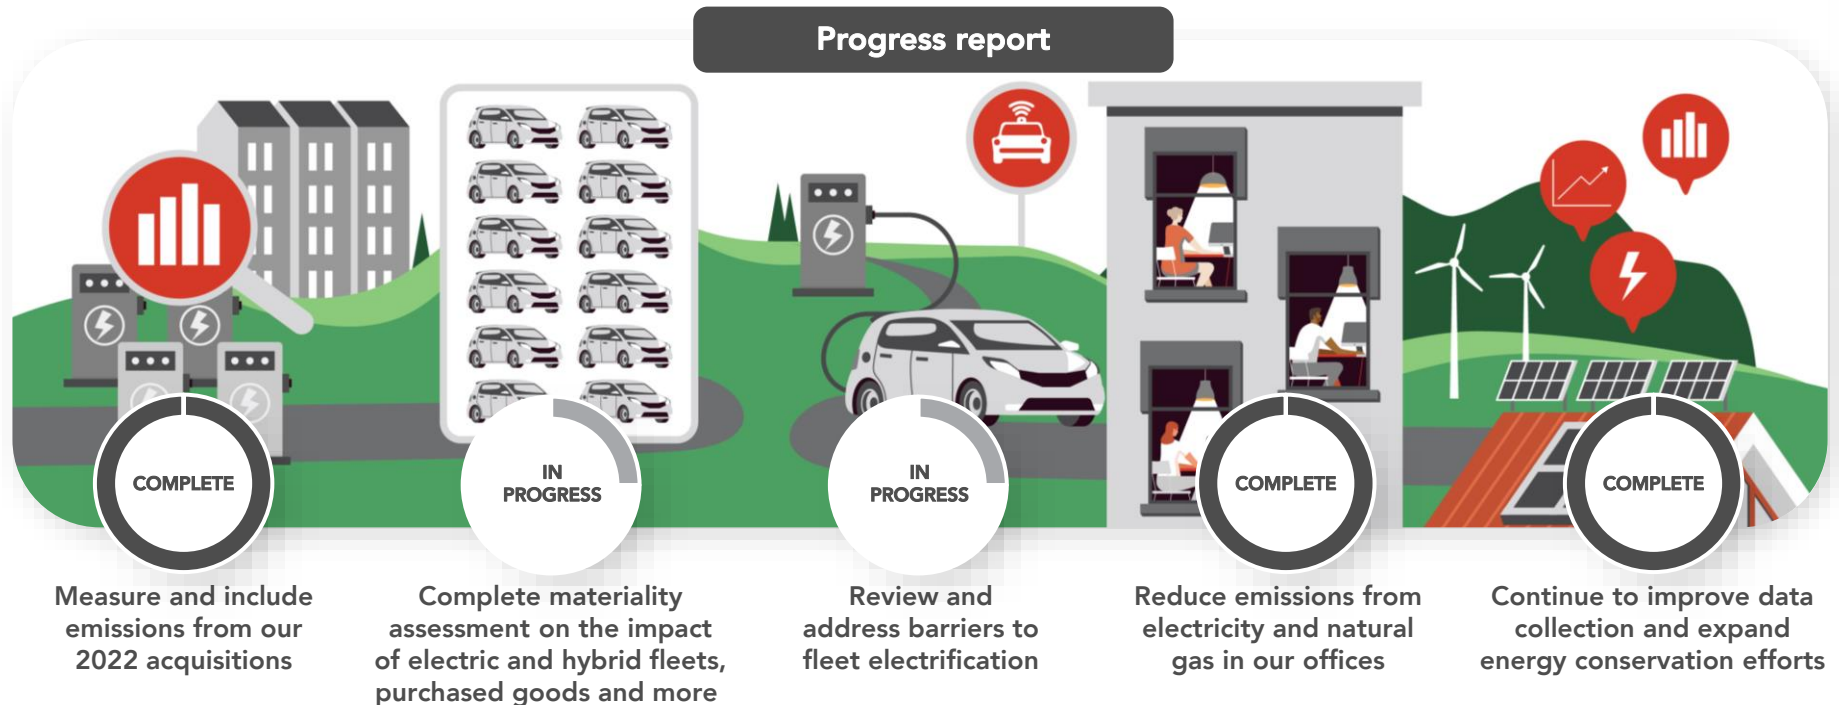 Progress report
COMPLETE
Measure and include
emissions from our
2022 acquisitions
IN
PROGRESS
Complete materiality
assessment on the impact
of electric and hybrid fleets,
purchased goods and more
IN
PROGRESS
Review and
address barriers to
fleet electrification
COMPLETE
Reduce emissions from
electricity and natural
gas in our offices
COMPLETE
Continue to improve data
collection and expand
energy conservation efforts